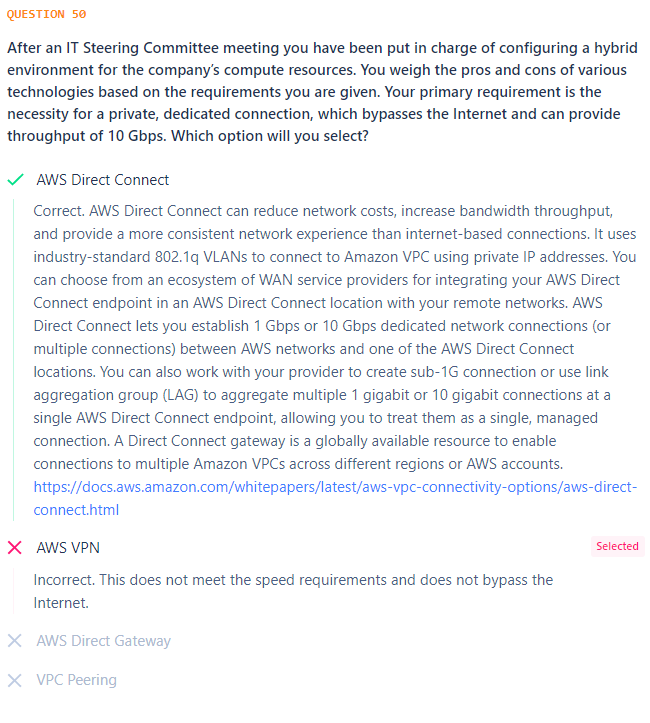 QUESTION 50
After an IT Steering Committee meeting you have been put in charge of configuring a hybrid
environment for the company’s compute resources. You weigh the pros and cons of various
technologies based on the requirements you are given. Your primary requirement is the
necessity for a private, dedicated connection, which bypasses the Internet and can provide
throughput of 10 Gbps. Which option will you select?
AWS Direct Connect
Correct. AWS Direct Connect can reduce network costs, increase bandwidth throughput,
and provide a more consistent network experience than internet-based connections. It uses
industry-standard 802.1q VLANs to connect to Amazon VPC using private IP addresses. You
can choose from an ecosystem of WAN service providers for integrating your AWS Direct
Connect endpoint in an AWS Direct Connect location with your remote networks. AWS
Direct Connect lets you establish 1 Gbps or 10 Gbps dedicated network connections (or
multiple connections) between AWS networks and one of the AWS Direct Connect
locations. You can also work with your provider to create sub-1G connection or use link
aggregation group (LAG) to aggregate multiple 1 gigabit or 10 gigabit connections at a
single AWS Direct Connect endpoint, allowing you to treat them as a single, managed
connection. A Direct Connect gateway is a globally available resource to enable
connections to multiple Amazon VPCs across different regions or AWS accounts.
https://docs.aws.amazon.com/whitepapers/latest/aws-vpc-connectivity-options/aws-direct-
connect.html
AWS VPN
Selected
Incorrect. This does not meet the speed requirements and does not bypass the
Internet.
AWS Direct Gateway
VPC Peering